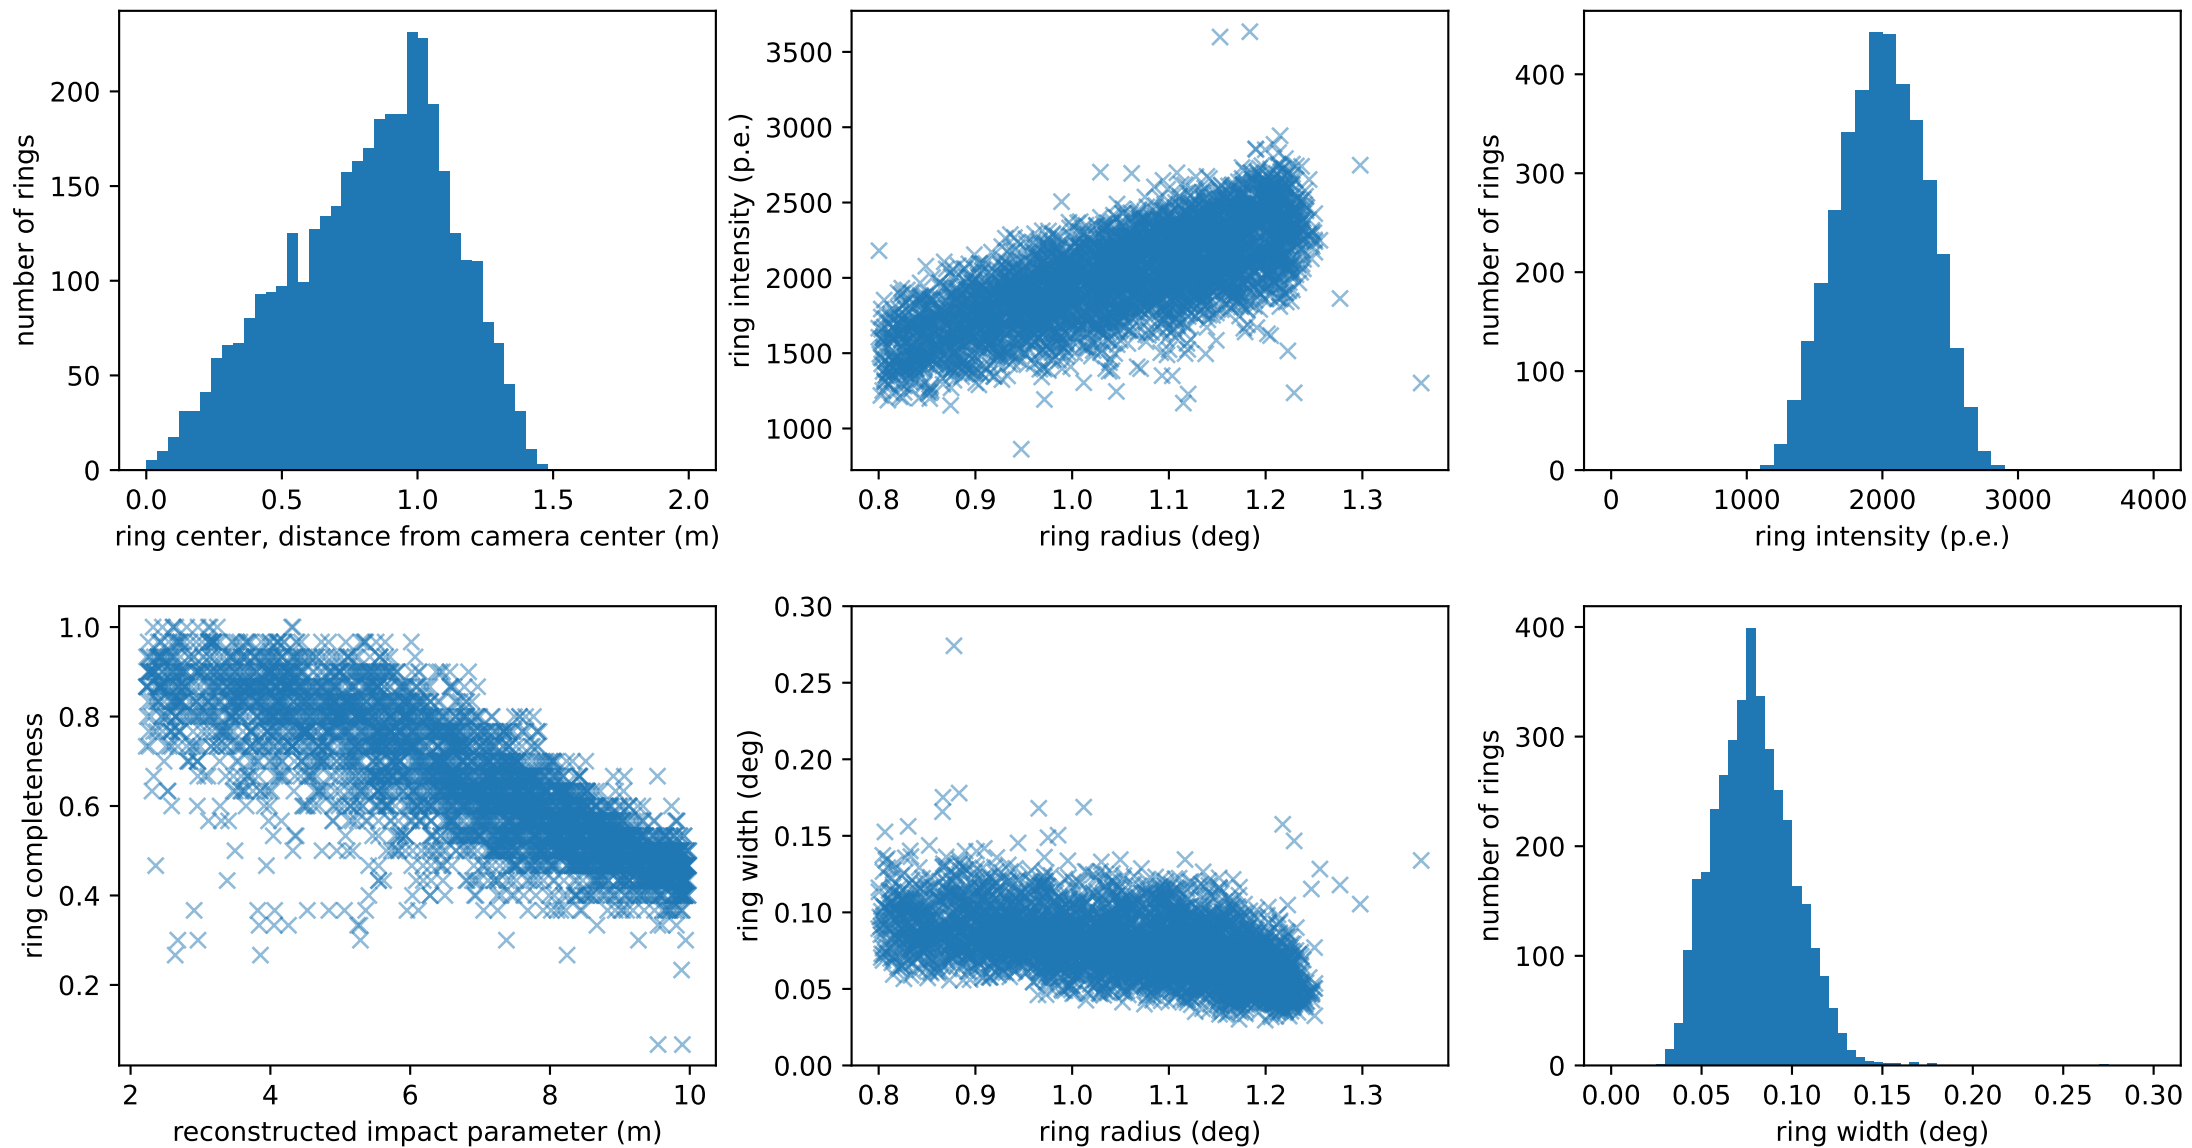 number of rings
200
150
100
50
0
0.0 0.5 1.0 1.5 2.0
ring center, distance from camera center (m)
ring intensity (p.e.)
3500
3000
2500
2000
1500
1000
0.8 0.9 1.0 1.1 1.2 1.3
ring radius (deg)
number of rings
400
300
200
100
0
0 1000 2000 3000 4000
ring intensity (p.e.)
ring completeness
1.0
0.8
0.6
0.4
0.2
2 4 6 8 10
reconstructed impact parameter (m)
ring width (deg)
0.30
0.25
0.20
0.15
0.10
0.05
0.00
0.8 0.9 1.0 1.1 1.2 1.3
ring radius (deg)
number of rings
400
300
200
100
0
0.00 0.05 0.10 0.15 0.20 0.25 0.30
ring width (deg)